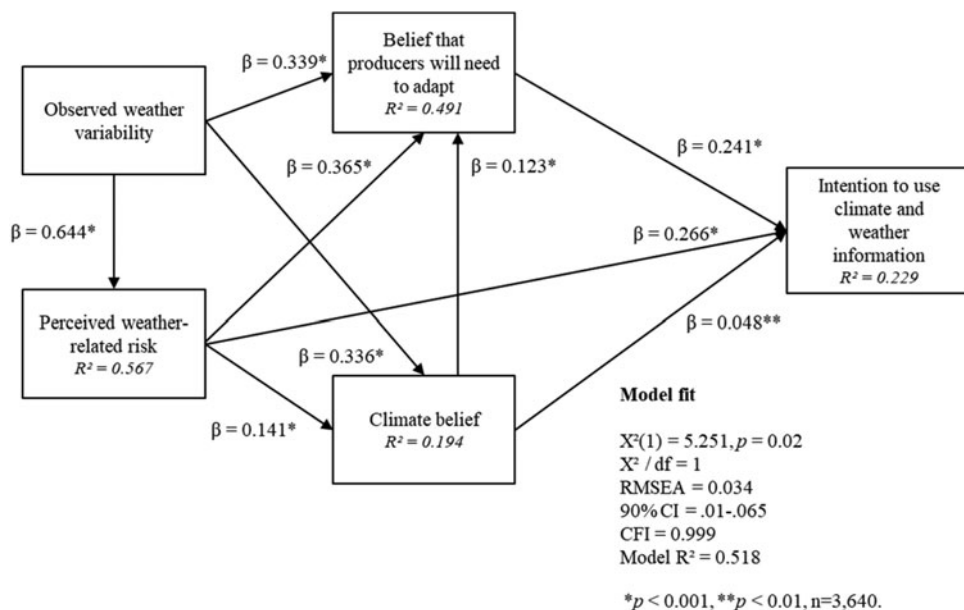 Observed weather
variability
β = 0.339*
Belief that
producers will need
to adapt
R² = 0.491
β = 0.365*
β = 0.123*
β = 0.241*
β = 0.644*
Intention to use
climate and
weather
information
R² = 0.229
β = 0.266*
Perceived weather-
related risk
R² = 0.567
β = 0.336*
β = 0.048**
β = 0.141*
Climate belief
R² = 0.194
Model fit
X²(1) = 5.251, p = 0.02
X² / df = 1
RMSEA = 0.034
90% CI = .01-.065
CFI = 0.999
Model R² = 0.518
*p < 0.001, **p < 0.01, n=3,640.